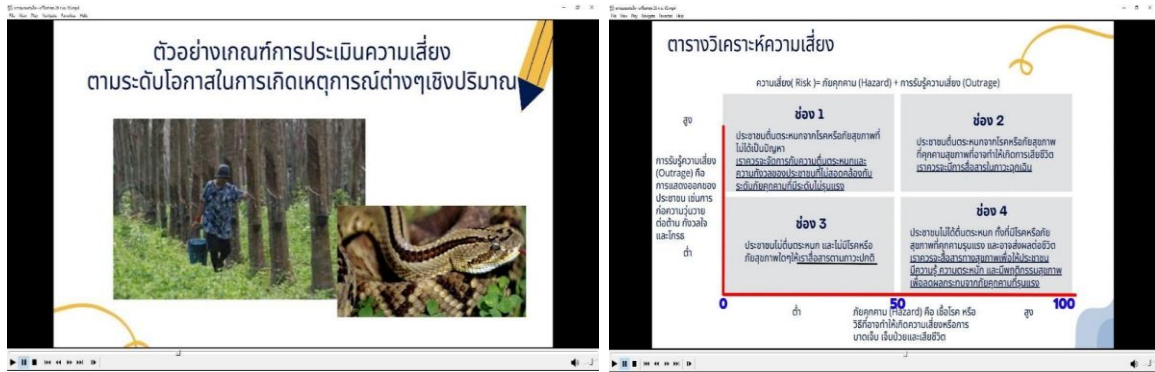 ตัวอย่างเกณฑ์การประเมินความเสี่ยง
ตามระดับโอกาสในการเกิดเหตุการณ์ต่างๆเชิงปริมาณ
File View Play Navigate Favorites Help
ตารางวิเคราะห์ความเสี่ยง
ความเสี่ยง( Risk )= ภัยคุกคาม (Hazard) + การรับรู้ความเสี่ยง (Outrage)
สูง
การรับรู้ความเสี่ยง
(Outrage) คือ
การแสดงออกของ
ประชาชน เช่นการ
ก่อความวุ่นวาย
ต่อต้าน กังวลใจ
และโกรธ
ต่ำ
ช่อง 1
ประชาชนตื่นตระหนกจากโรคหรือภัยสุขภาพที่
ไม่ได้เป็นปัญหา
เราควรจะจัดการกับความตื่นตระหนกและ
ความกังวลของประชาชนที่ไม่สอดคล้องกับ
ระดับภัยคุกคามที่มีระดับไม่รุนแรง
ช่อง 2
ประชาชนตื่นตระหนกจากโรคหรือภัยสุขภาพ
ที่คุกคามสุขภาพที่อาจทำให้เกิดการเสียชีวิต
เราควรจะมีการสื่อสารในภาวะฉุกเฉิน
ช่อง 3
ประชาชนไม่ตื่นตระหนก และไม่มีโรคหรือ
ภัยสุขภาพใดๆให้เราสื่อสารตามภาวะปกติ
ช่อง 4
ประชาชนไม่ได้ตื่นตระหนก ทั้งที่มีโรคหรือภัย
สุขภาพที่คุกคามรุนแรง และอาจส่งผลต่อชีวิต
เราควรจะสื่อสารทางสุขภาพเพื่อให้ประชาชน
มีความรู้ ความตระหนัก และมีพฤติกรรมสุขภาพ
เพื่อลดผลกระทบจากภัยคุกคามที่รุนแรง
0
50
100
ต่ำ
ภัยคุกคาม (Hazard) คือ เชื้อโรค หรือ
วิธีที่อาจทำให้เกิดความเสี่ยงหรือการ
บาดเจ็บ เจ็บป่วยและเสียชีวิต
สูง